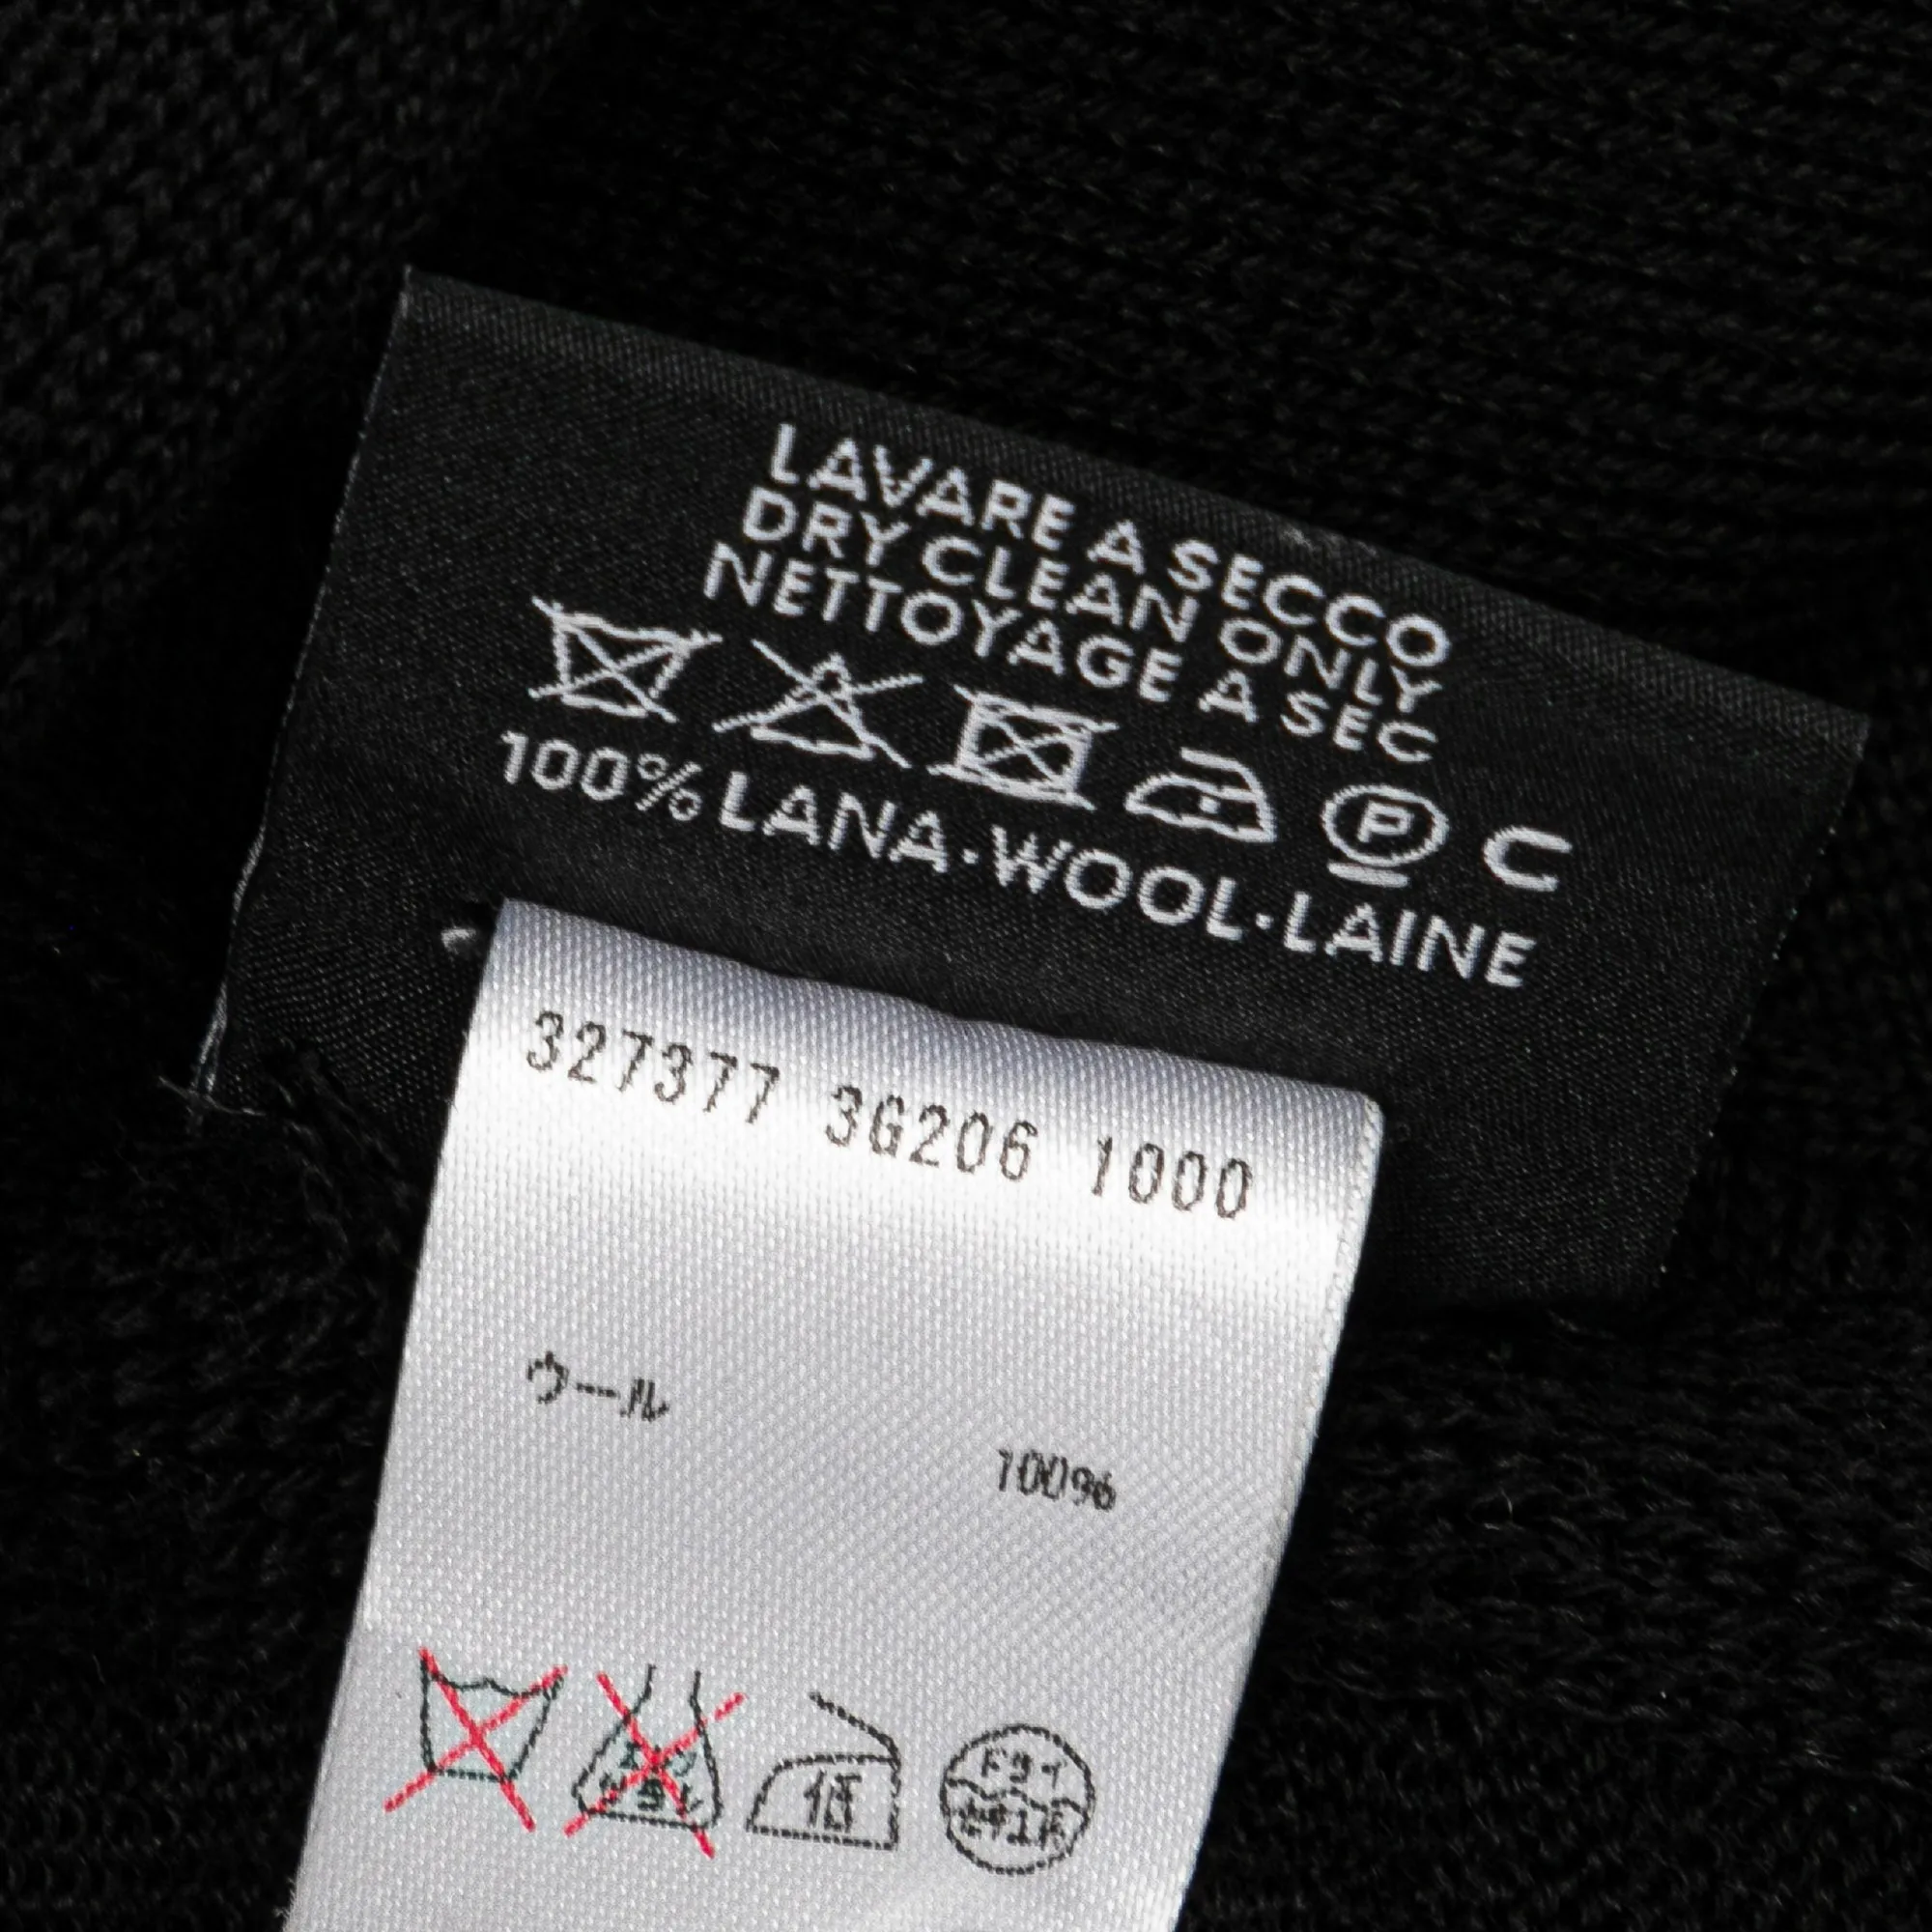 LAVARE A SECCO
DRY CLEAN ONLY
NETTOYAGE A SEC
P C
100% LANA·WOOL·LAINE
327377 3G206 1000
ウール
100%
低
ドライ